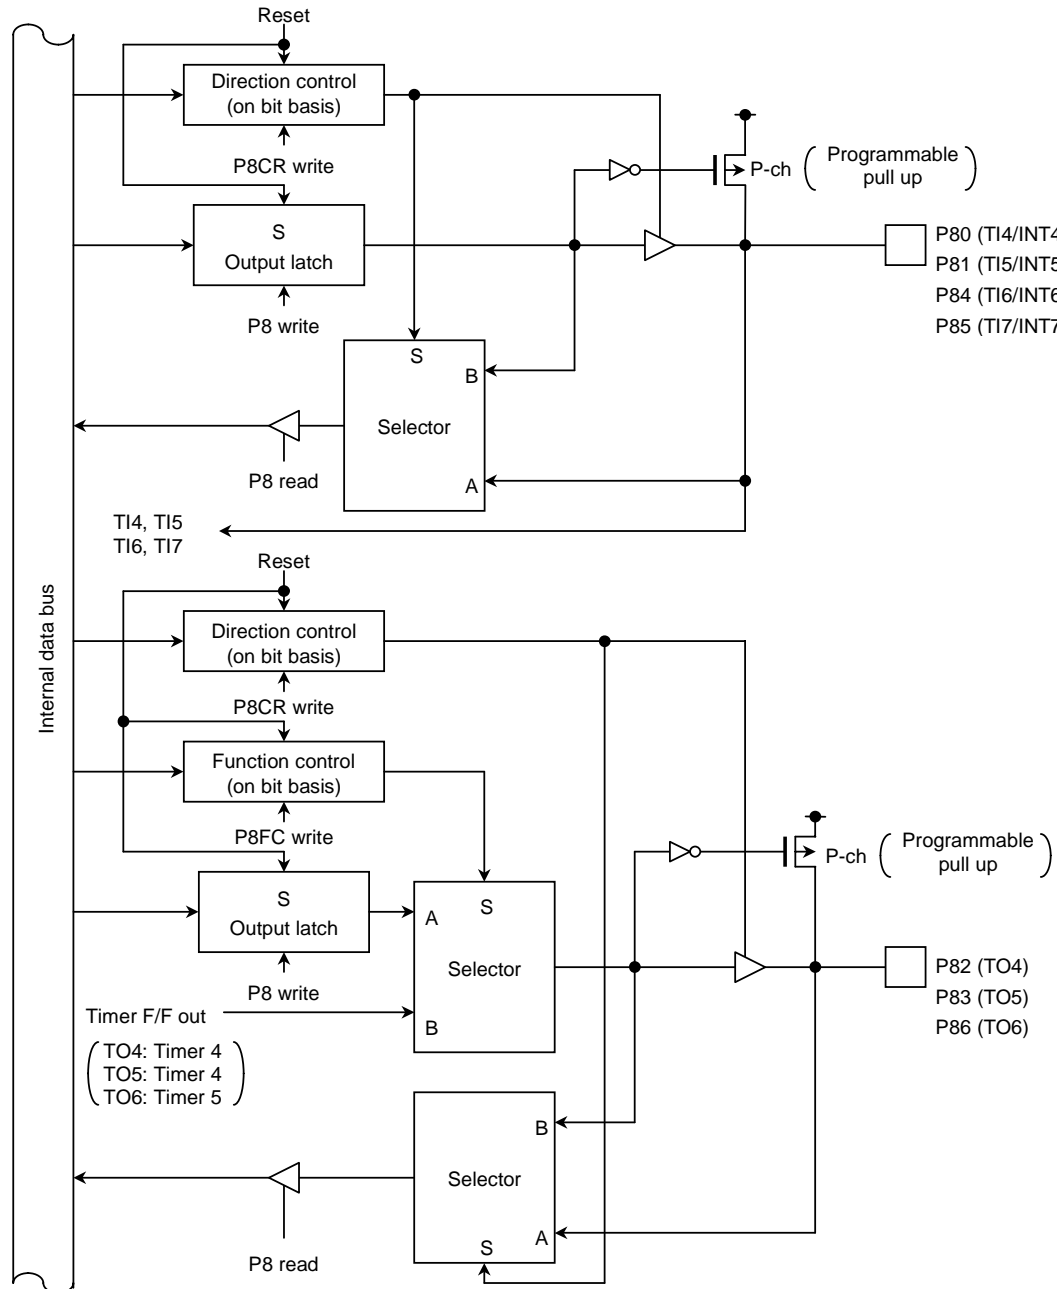 Reset
Direction control
(on bit basis)
P8CR write
P-ch
Programmable
pull up
S
Output latch
P8 write
P80 (TI4/INT4
P81 (TI5/INT5
P84 (TI6/INT6
P85 (TI7/INT7
S
B
Selector
A
P8 read
TI4, TI5
TI6, TI7
Internal data bus
Reset
Direction control
(on bit basis)
P8CR write
Function control
(on bit basis)
P8FC write
P-ch
Programmable
pull up
S
Output latch
P8 write
A
S
Selector
B
P82 (TO4)
P83 (TO5)
P86 (TO6)
Timer F/F out
TO4: Timer 4
TO5: Timer 4
TO6: Timer 5
B
Selector
A
S
P8 read